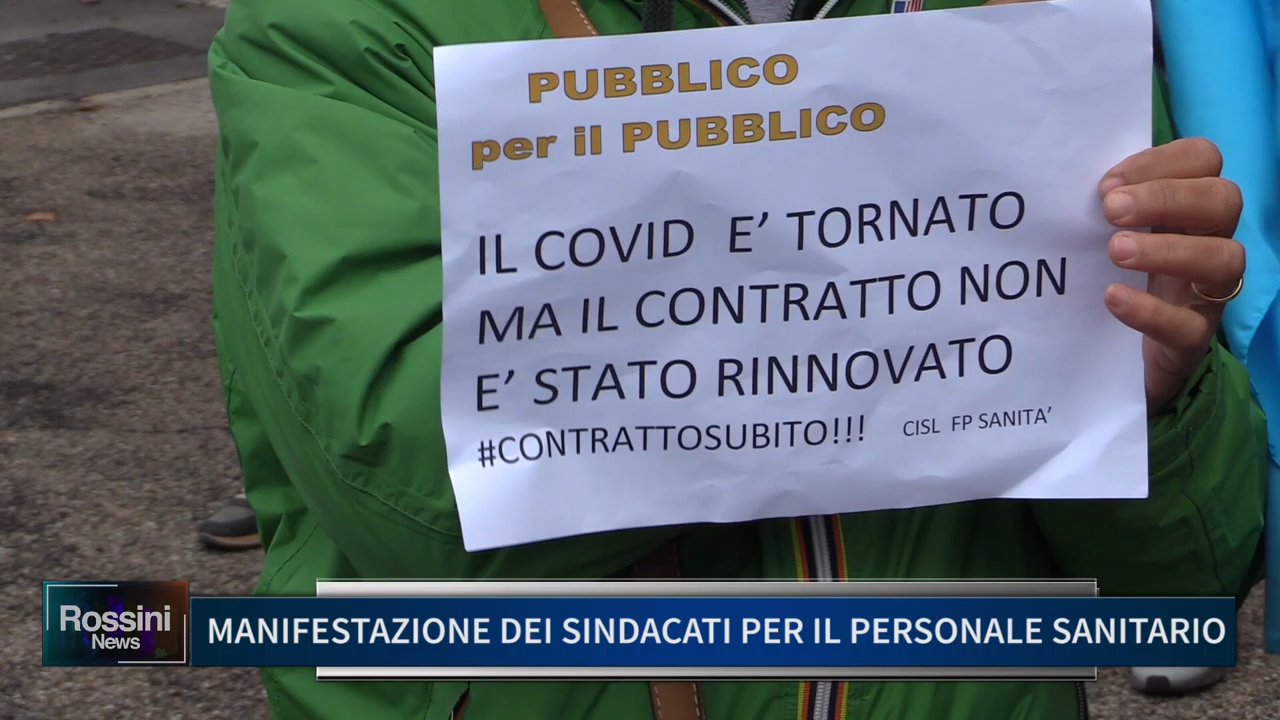 PUBBLICO
per il PUBBLICO
IL COVID E' TORNATO
MA IL CONTRATTO NON
E' STATO RINNOVATO
#CONTRATTOSUBITO!!! CISL FP SANITA'
Rossini
News
MANIFESTAZIONE DEI SINDACATI PER IL PERSONALE SANITARIO